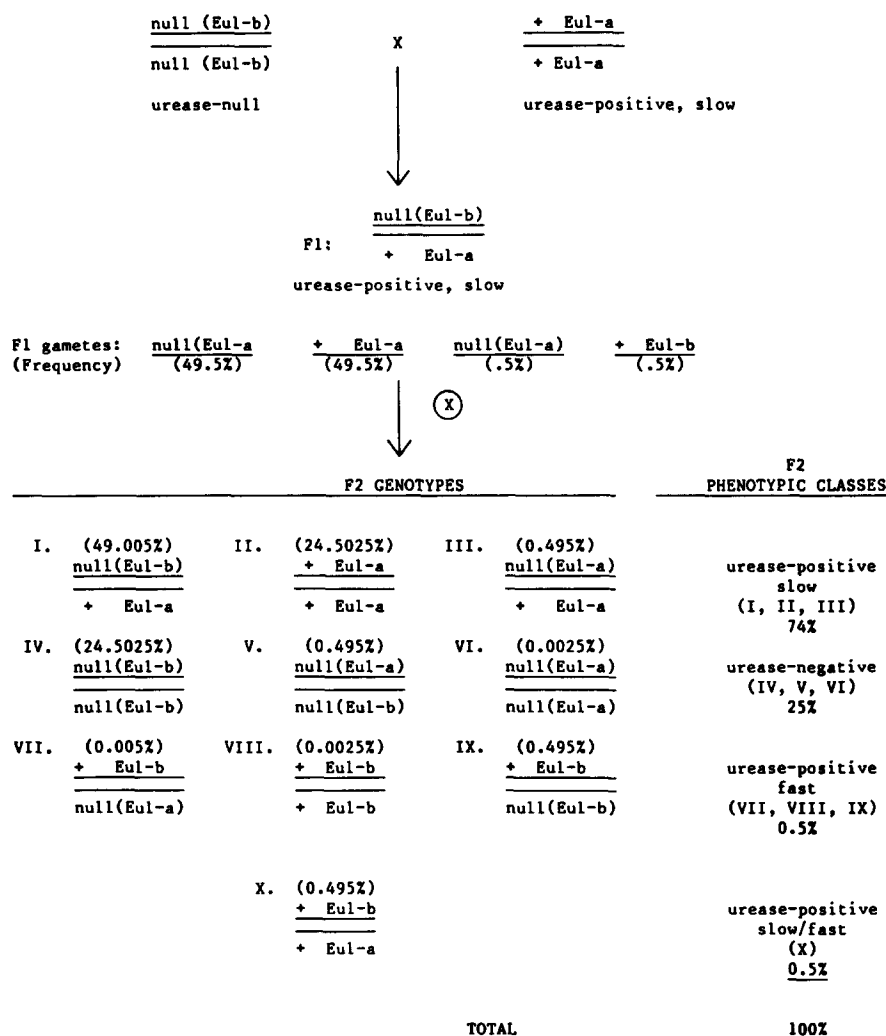 null (Eul-b) + Eul-a
X
null (Eul-b) + Eul-a
urease-null urease-positive, slow
null(Eul-b)
F1:
+ Eul-a
urease-positive, slow
F1 gametes: null(Eul-a + Eul-a null(Eul-a) + Eul-b
(Frequency) (49.5%) (49.5%) (.5%) (.5%)
X
F2
F2 GENOTYPES PHENOTYPIC CLASSES
I. (49.005%) II. (24.5025%) III. (0.495%)
null(Eul-b) + Eul-a null(Eul-a) urease-positive
slow
+ Eul-a + Eul-a + Eul-a (I, II, III)
74%
IV. (24.5025%) V. (0.495%) VI. (0.0025%)
null(Eul-b) null(Eul-a) null(Eul-a) urease-negative
(IV, V, VI)
null(Eul-b) null(Eul-b) null(Eul-a) 25%
VII. (0.005%) VIII. (0.0025%) IX. (0.495%)
+ Eul-b + Eul-b + Eul-b urease-positive
fast
null(Eul-a) + Eul-b null(Eul-b) (VII, VIII, IX)
0.5%
X. (0.495%)
+ Eul-b urease-positive
slow/fast
+ Eul-a (X)
0.5%
TOTAL 100%